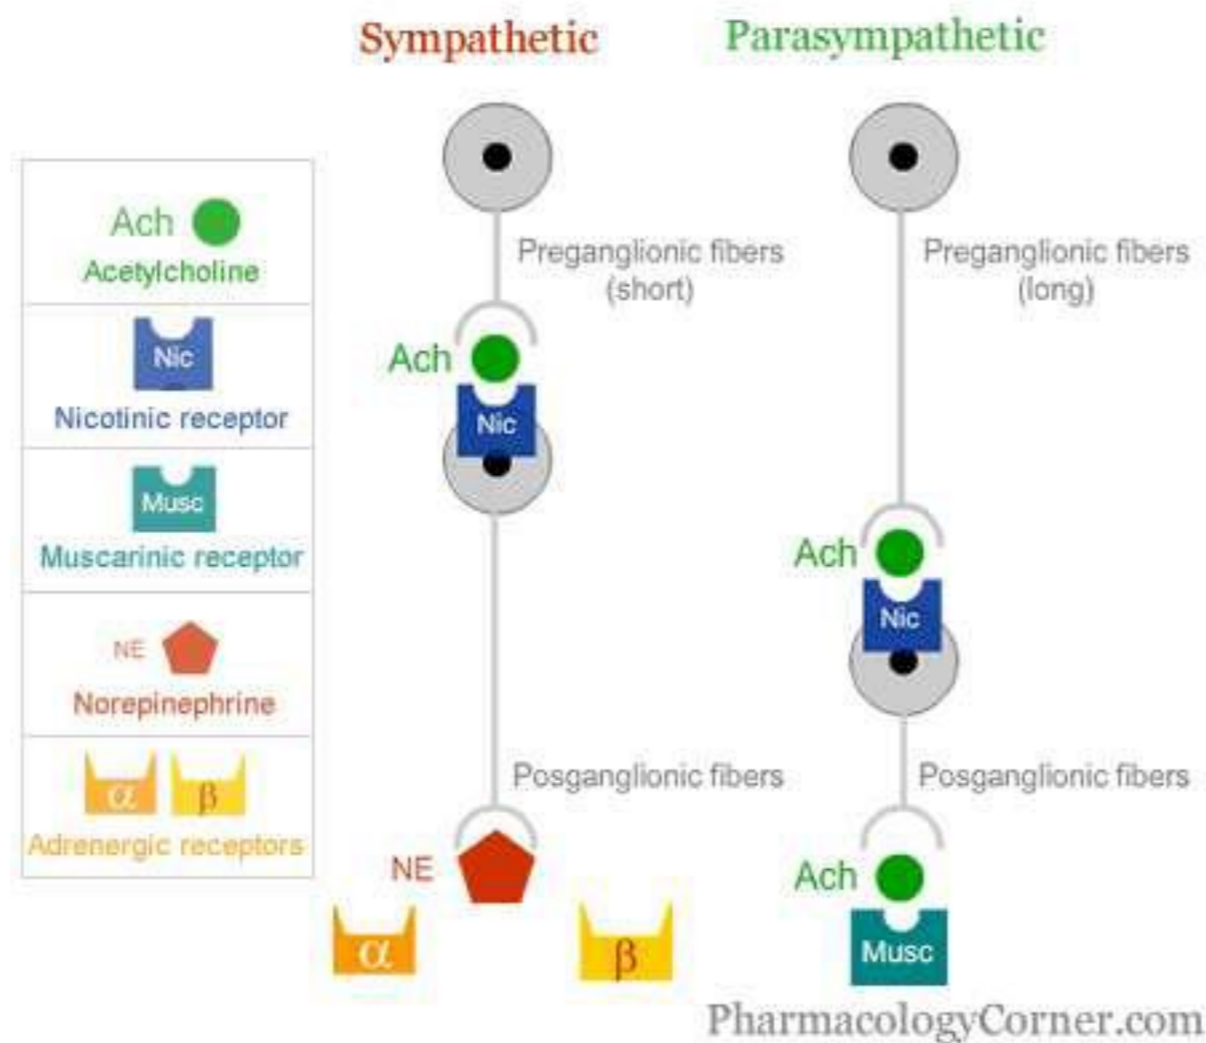 Sympathetic
Parasympathetic
Ach
Acetylcholine
Nic
Nicotinic receptor
Musc
Muscarinic receptor
NE
Norepinephrine
α
β
Adrenergic receptors
Preganglionic fibers
(short)
Ach
Nic
Posganglionic fibers
NE
α
β
Preganglionic fibers
(long)
Ach
Nic
Posganglionic fibers
Ach
Musc
PharmacologyCorner.com